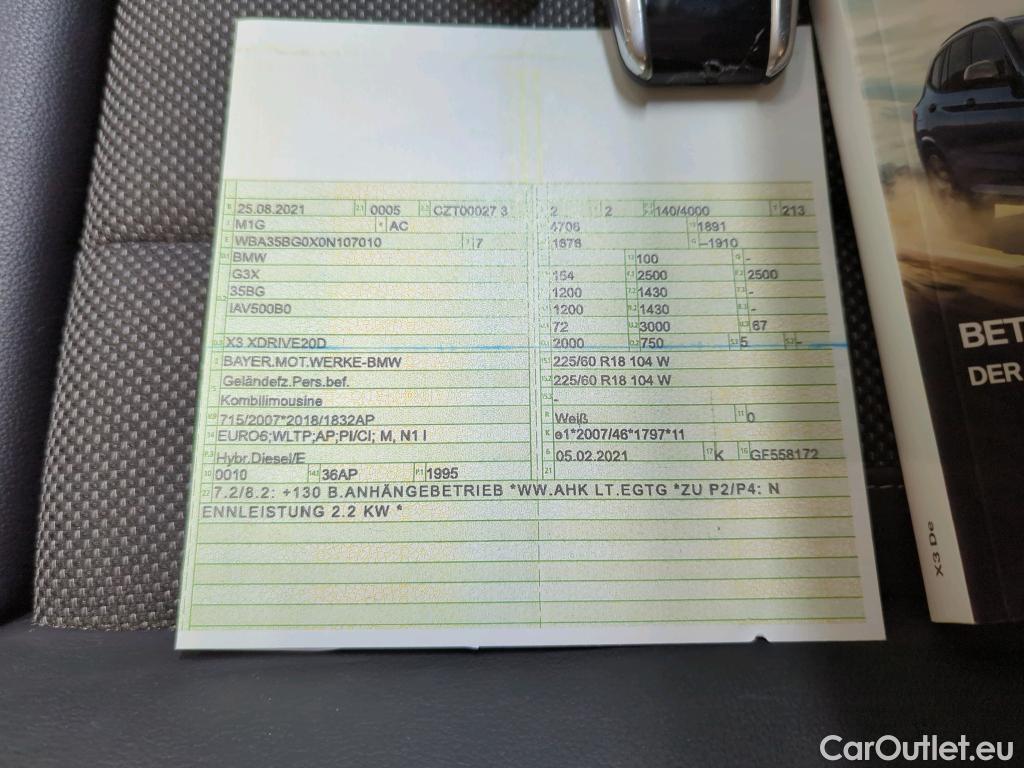 25.08.2021 0005 CZT00027 3 2 2 140/4000 213
M1G AC 4708 1891
WBA35BG0X0N107010 7 1678 –1910
BMW 100 -
G3X 154 2500 2500
35BG 1200 1430 -
IAV500B0 1200 1430 -
72 3000 67
X3 XDRIVE20D 2000 750 5 -
BAYER.MOT.WERKE-BMW 225/60 R18 104 W
Geländefz.Pers.bef. 225/60 R18 104 W
Kombilimousine -
715/2007*2018/1832AP Weiß 0
EURO6;WLTP;AP;PI/CI; M, N1 I e1*2007/46*1797*11
Hybr.Diesel/E 05.02.2021 K GF558172
0010 36AP 1995
7.2/8.2: +130 B.ANHÄNGEBETRIEB *WW.AHK LT.EGTG *ZU P2/P4: N
ENNLEISTUNG 2.2 KW *
BET
DER
X3 De
CarOutlet.eu